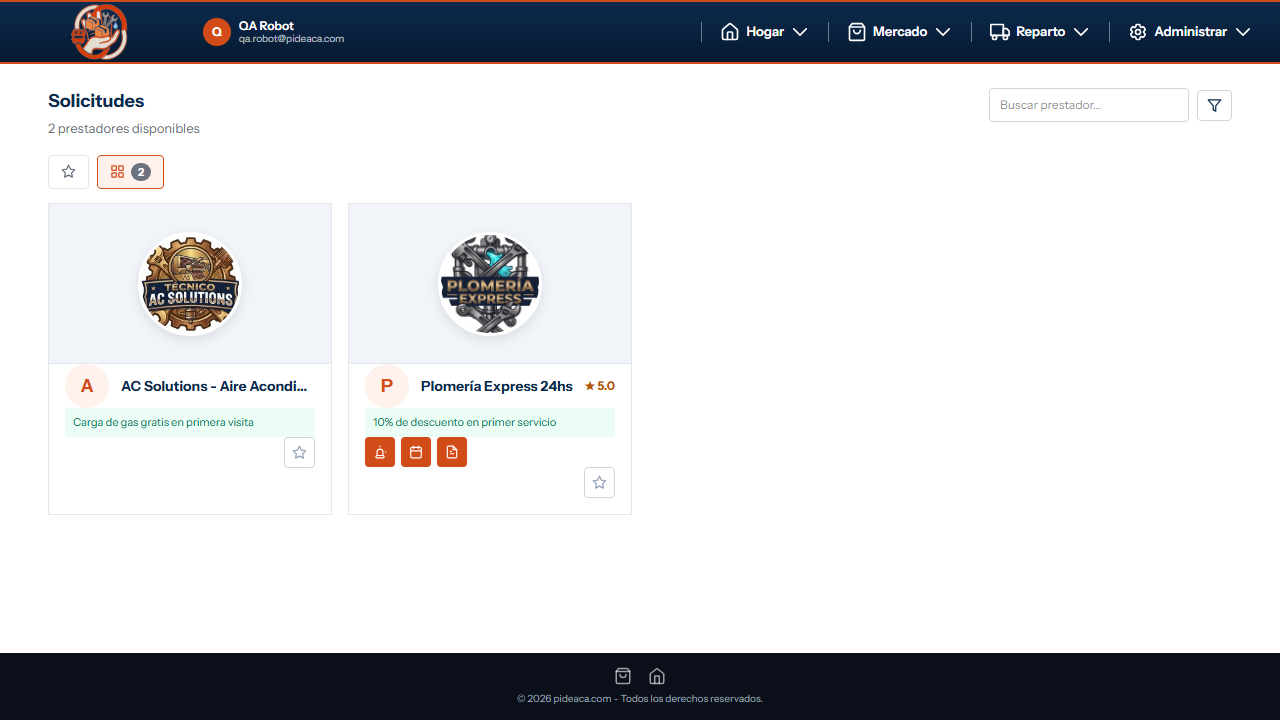 Q
QA Robot
qa.robot@pideaca.com
Hogar
Mercado
Reparto
Administrar
Solicitudes
2 prestadores disponibles
Buscar prestador...
2
TÉCNICO
AC SOLUTIONS
PLOMERÍA
EXPRESS
A
AC Solutions - Aire Acondi...
P
Plomería Express 24hs
★ 5.0
Carga de gas gratis en primera visita
10% de descuento en primer servicio
© 2026 pideaca.com - Todos los derechos reservados.